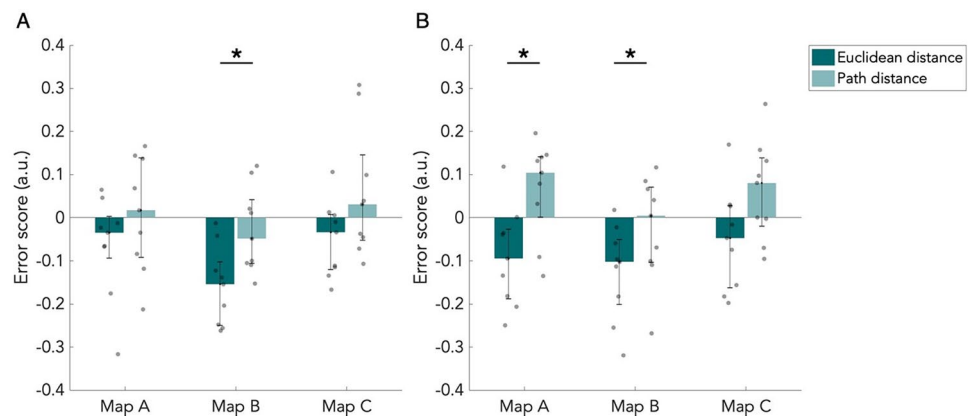 A
0.4
0.3
0.2
0.1
0
-0.1
-0.2
-0.3
-0.4
Error score (a.u.)
*
Map A
Map B
Map C
B
0.4
0.3
0.2
0.1
0
-0.1
-0.2
-0.3
-0.4
Error score (a.u.)
*
*
Map A
Map B
Map C
Euclidean distance
Path distance